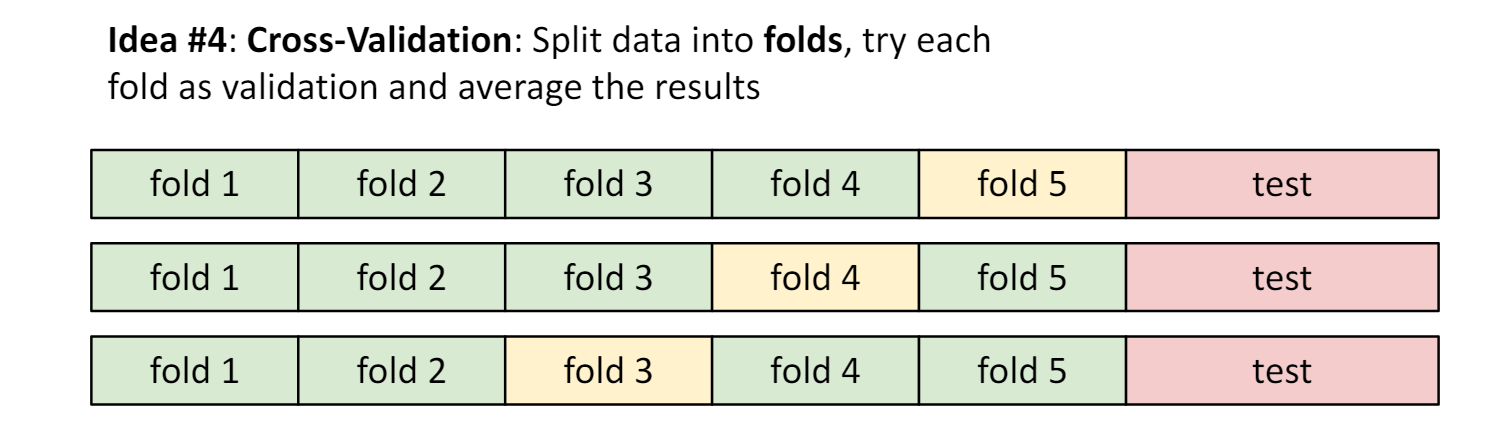 Idea #4: Cross-Validation: Split data into folds, try each
fold as validation and average the results
fold 1 fold 2 fold 3 fold 4 fold 5 test
fold 1 fold 2 fold 3 fold 4 fold 5 test
fold 1 fold 2 fold 3 fold 4 fold 5 test